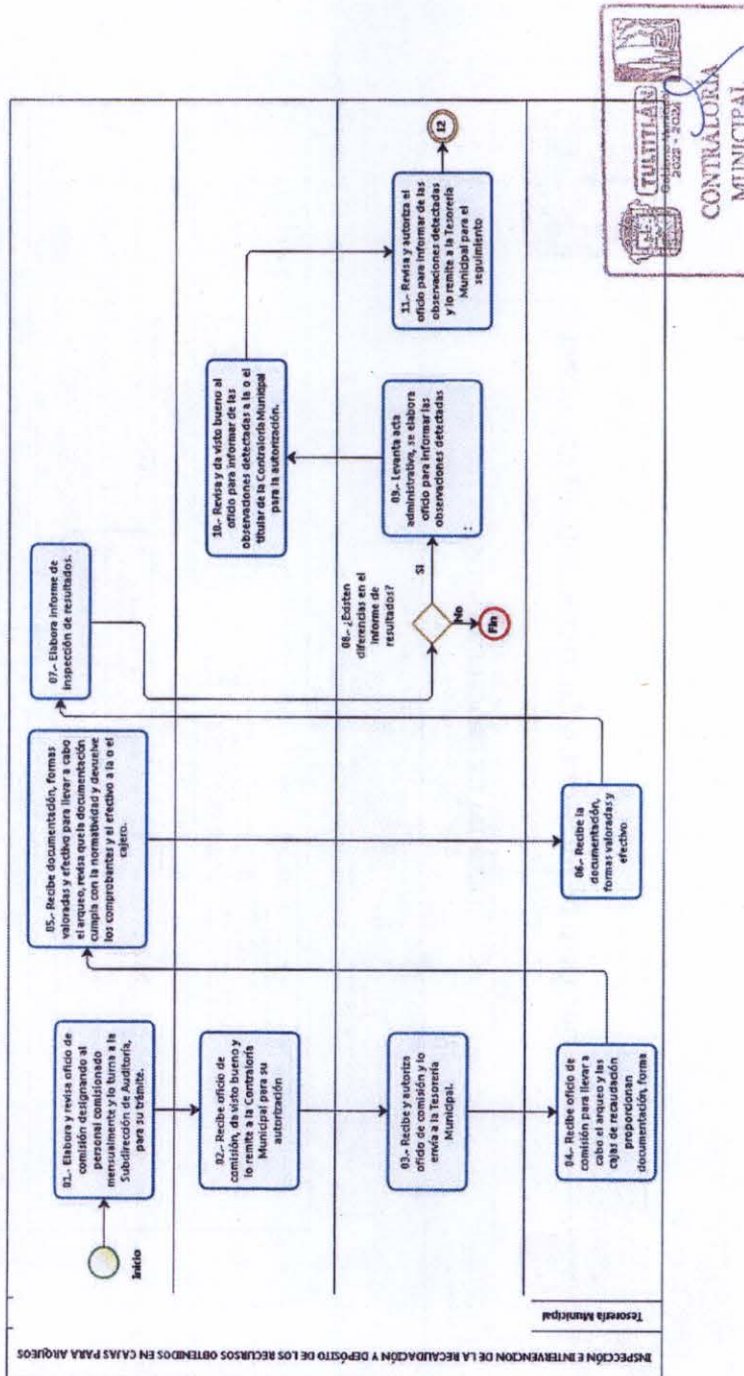 INSPECCIÓN E INTERVENCION DE LA RECAUDACIÓN Y DEPÓSITO DE LOS RECURSOS OBTENIDOS EN CAJAS PARA ARQUEOS
Tesorería Municipal
Inicio
01.- Elabora y revisa oficio de
comisión designando al
personal comisionado
mensualmente y lo turna a la
Subdirección de Auditoría,
para su trámite.
02.- Recibe oficio de
comisión, da visto bueno y
lo remite a la Contraloría
Municipal para su
autorización
03.- Recibe y autoriza
oficio de comisión y lo
envía a la Tesorería
Municipal.
04.- Recibe oficio de
comisión para llevar a
cabo el arqueo y las
cajas de recaudación
proporcionan
documentación, forma
05.- Recibe documentación, formas
valoradas y efectivo para llevar a cabo
el arqueo, revisa que la documentación
cumpla con la normatividad y devuelve
los comprobantes y el efectivo a la o el
cajero.
06.- Recibe la
documentación,
formas valoradas y
efectivo
07.- Elabora informe de
inspección de resultados.
08.- ¿Existen
diferencias en el
informe de
resultados?
SI
No
Fin
09.- Levanta acta
administrativa, se elabora
oficio para informar las
observaciones detectadas
10.- Revisa y da visto bueno al
oficio para informar de las
observaciones detectadas a la o el
titular de la Contraloría Municipal
para la autorización.
11.- Revisa y autoriza el
oficio para informar de las
observaciones detectadas
y lo remite a la Tesorería
Municipal para el
seguimiento
12
TULTITLÁN
2022 - 2024
CONTRALORÍA
MUNICIPAL